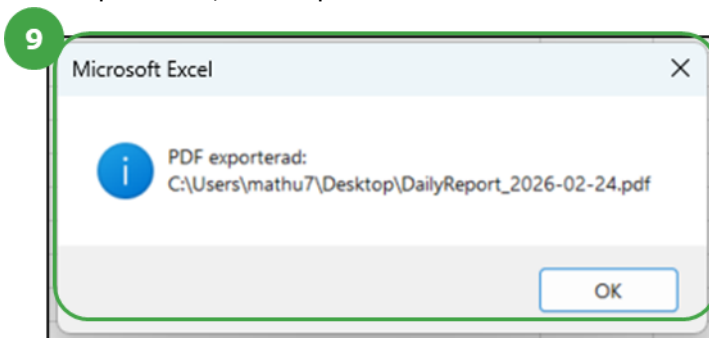 9
Microsoft Excel
PDF exporterad:
C:\Users\mathu7\Desktop\DailyReport_2026-02-24.pdf
OK